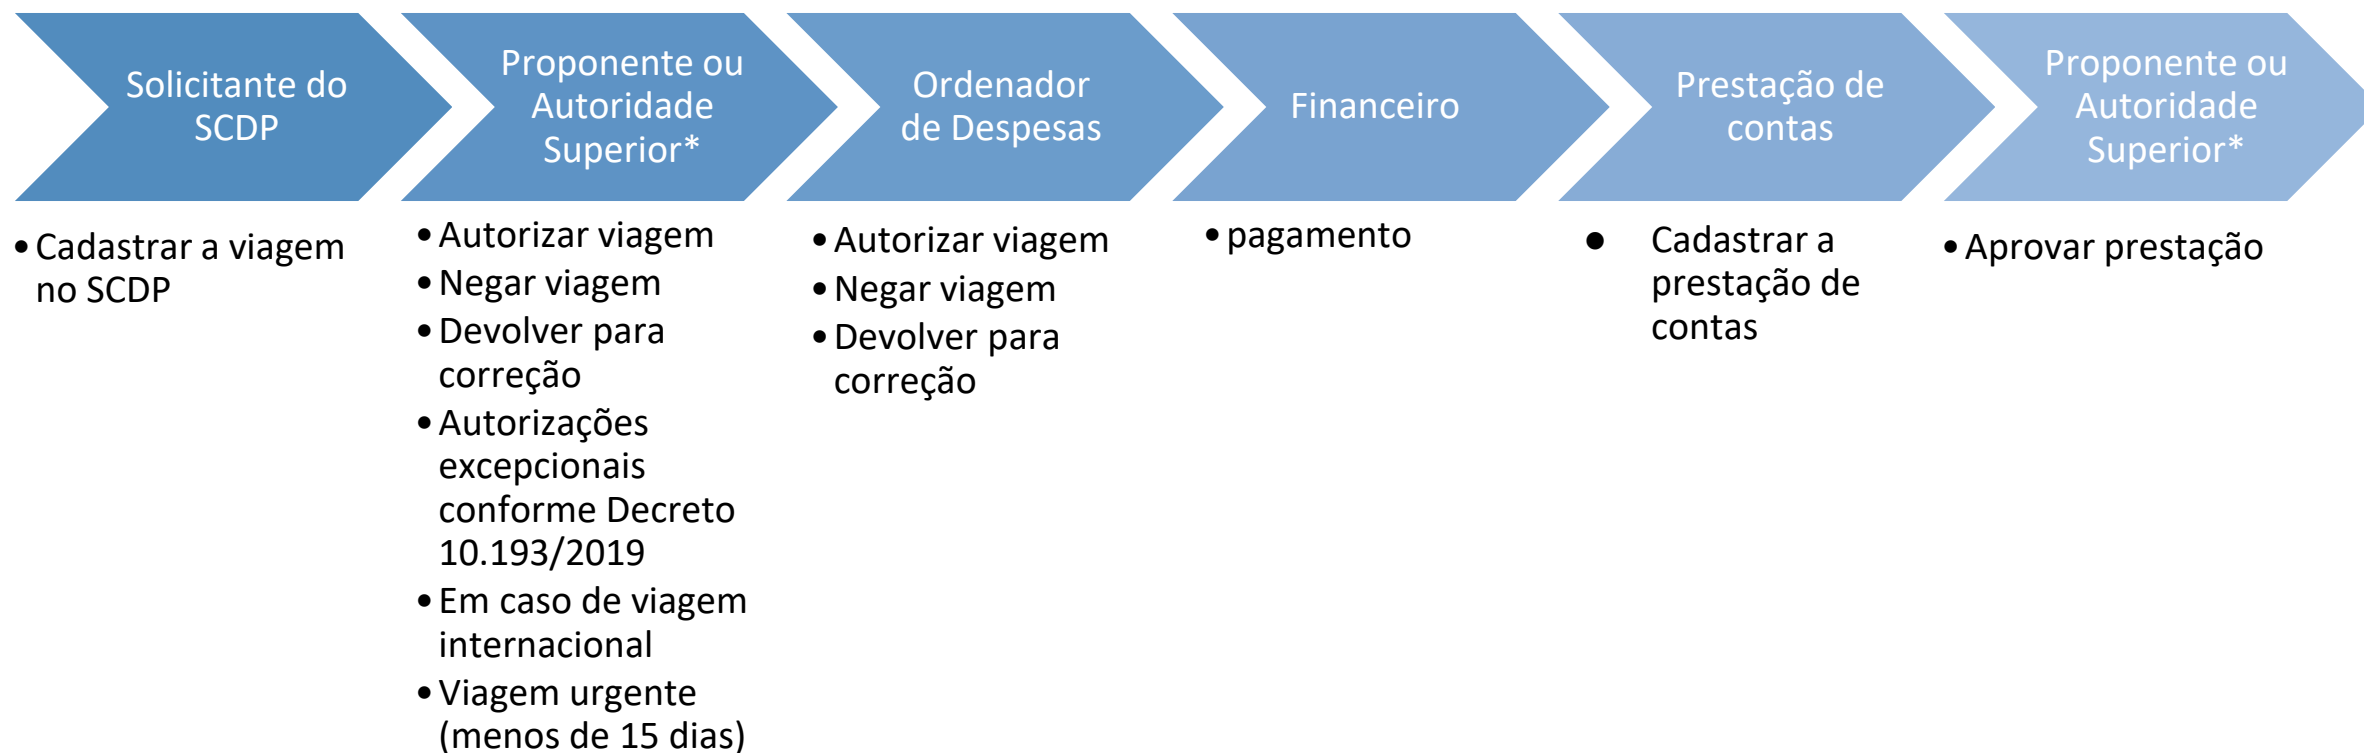 Solicitante do
SCDP
Proponente ou
Autoridade
Superior*
Ordenador
de Despesas
Financeiro
Prestação de
contas
Proponente ou
Autoridade
Superior*
•Cadastrar a viagem
no SCDP
•Autorizar viagem
•Negar viagem
•Devolver para
correção
•Autorizações
excepcionais
conforme Decreto
10.193/2019
•Em caso de viagem
internacional
•Viagem urgente
(menos de 15 dias)
•Autorizar viagem
•Negar viagem
•Devolver para
correção
•pagamento
● Cadastrar a
prestação de
contas
•Aprovar prestação